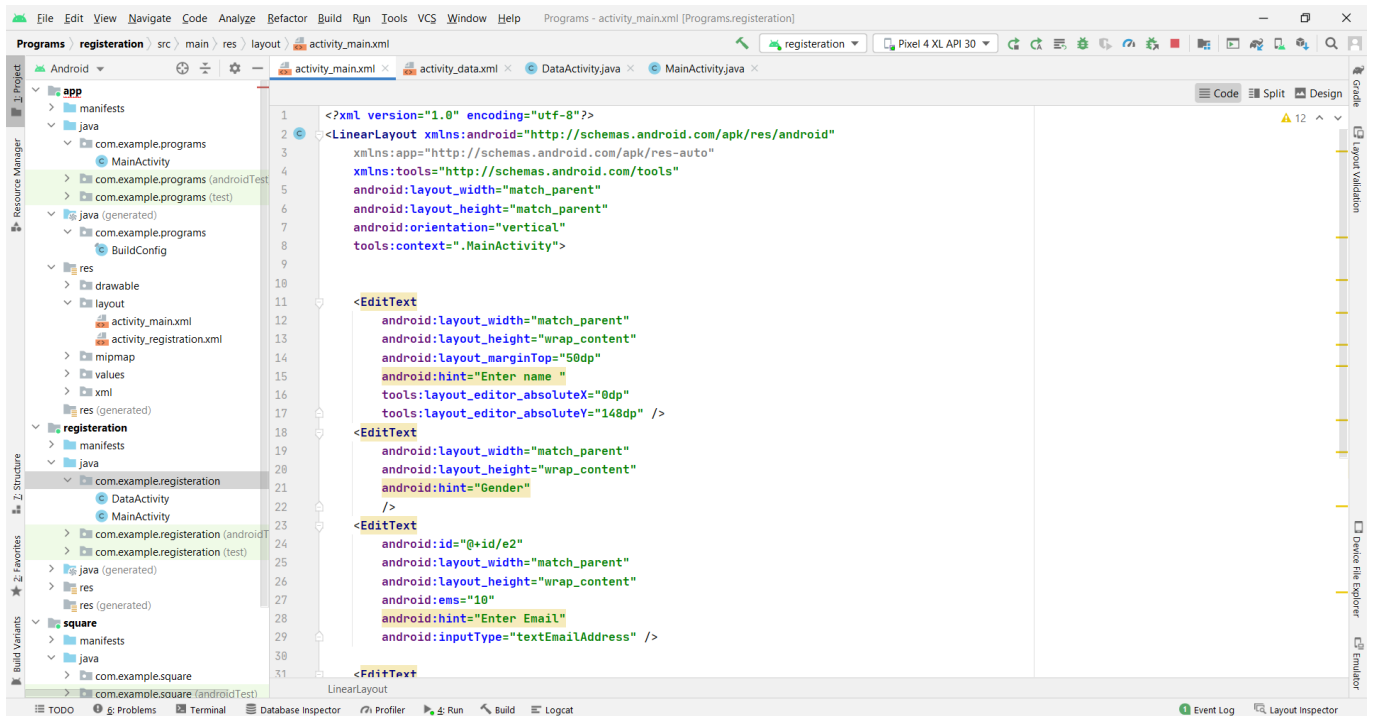 File Edit View Navigate Code Analyze Refactor Build Run Tools VCS Window Help Programs - activity_main.xml [Programs.registeration]
Programs registeration src main res layout activity_main.xml registeration Pixel 4 XL API 30
Android activity_main.xml activity_data.xml DataActivity.java MainActivity.java
Code Split Design
12
1: Project
Resource Manager
7: Structure
2: Favorites
Build Variants
app
manifests
java
com.example.programs
MainActivity
com.example.programs (androidTest
com.example.programs (test)
java (generated)
com.example.programs
BuildConfig
res
drawable
layout
activity_main.xml
activity_registration.xml
mipmap
values
xml
res (generated)
registeration
manifests
java
com.example.registeration
DataActivity
MainActivity
com.example.registeration (androidT
com.example.registeration (test)
java (generated)
res
res (generated)
square
manifests
java
com.example.square
com.example.square (androidTest)
1 <?xml version="1.0" encoding="utf-8"?>
2 <LinearLayout xmlns:android="http://schemas.android.com/apk/res/android"
3 xmlns:app="http://schemas.android.com/apk/res-auto"
4 xmlns:tools="http://schemas.android.com/tools"
5 android:layout_width="match_parent"
6 android:layout_height="match_parent"
7 android:orientation="vertical"
8 tools:context=".MainActivity">
9
10
11 <EditText
12 android:layout_width="match_parent"
13 android:layout_height="wrap_content"
14 android:layout_marginTop="50dp"
15 android:hint="Enter name "
16 tools:layout_editor_absoluteX="0dp"
17 tools:layout_editor_absoluteY="148dp" />
18 <EditText
19 android:layout_width="match_parent"
20 android:layout_height="wrap_content"
21 android:hint="Gender"
22 />
23 <EditText
24 android:id="@+id/e2"
25 android:layout_width="match_parent"
26 android:layout_height="wrap_content"
27 android:ems="10"
28 android:hint="Enter Email"
29 android:inputType="textEmailAddress" />
30
31 <EditText
LinearLayout
Gradle
Layout Validation
Device File Explorer
Emulator
TODO 6: Problems Terminal Database Inspector Profiler 4: Run Build Logcat 1 Event Log Layout Inspector